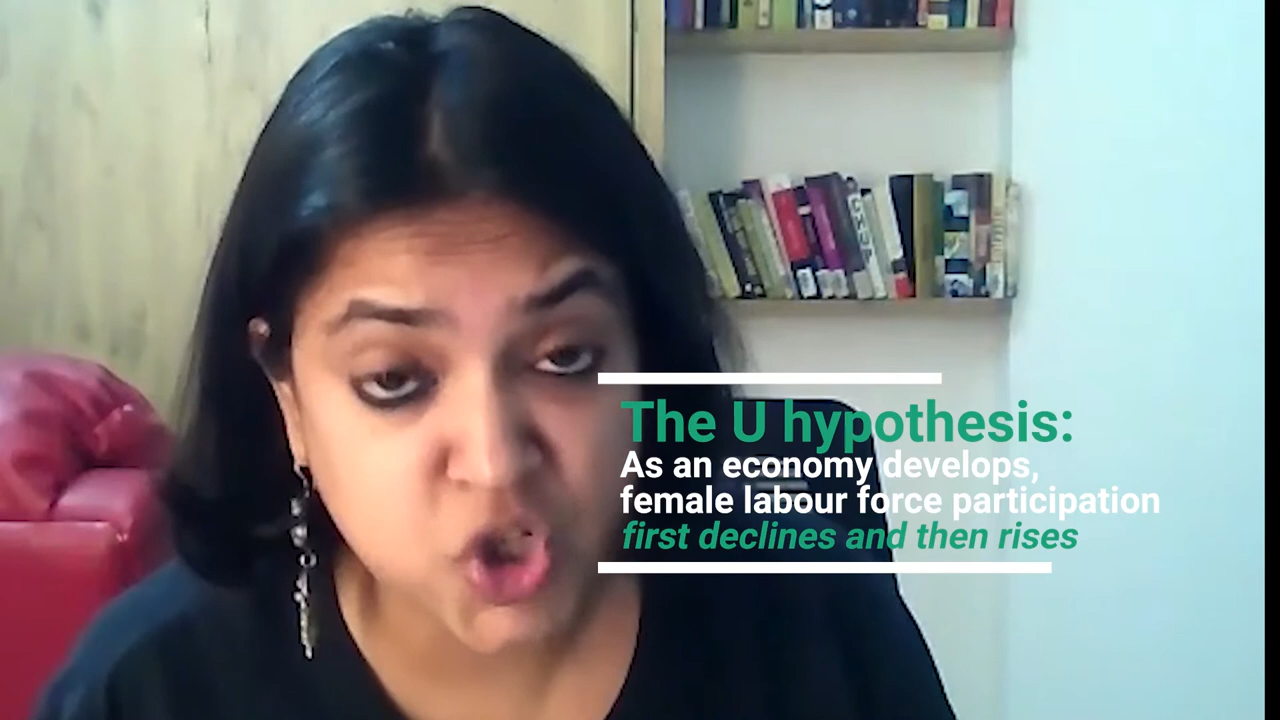 The U hypothesis:
As an economy develops,
female labour force participation
first declines and then rises